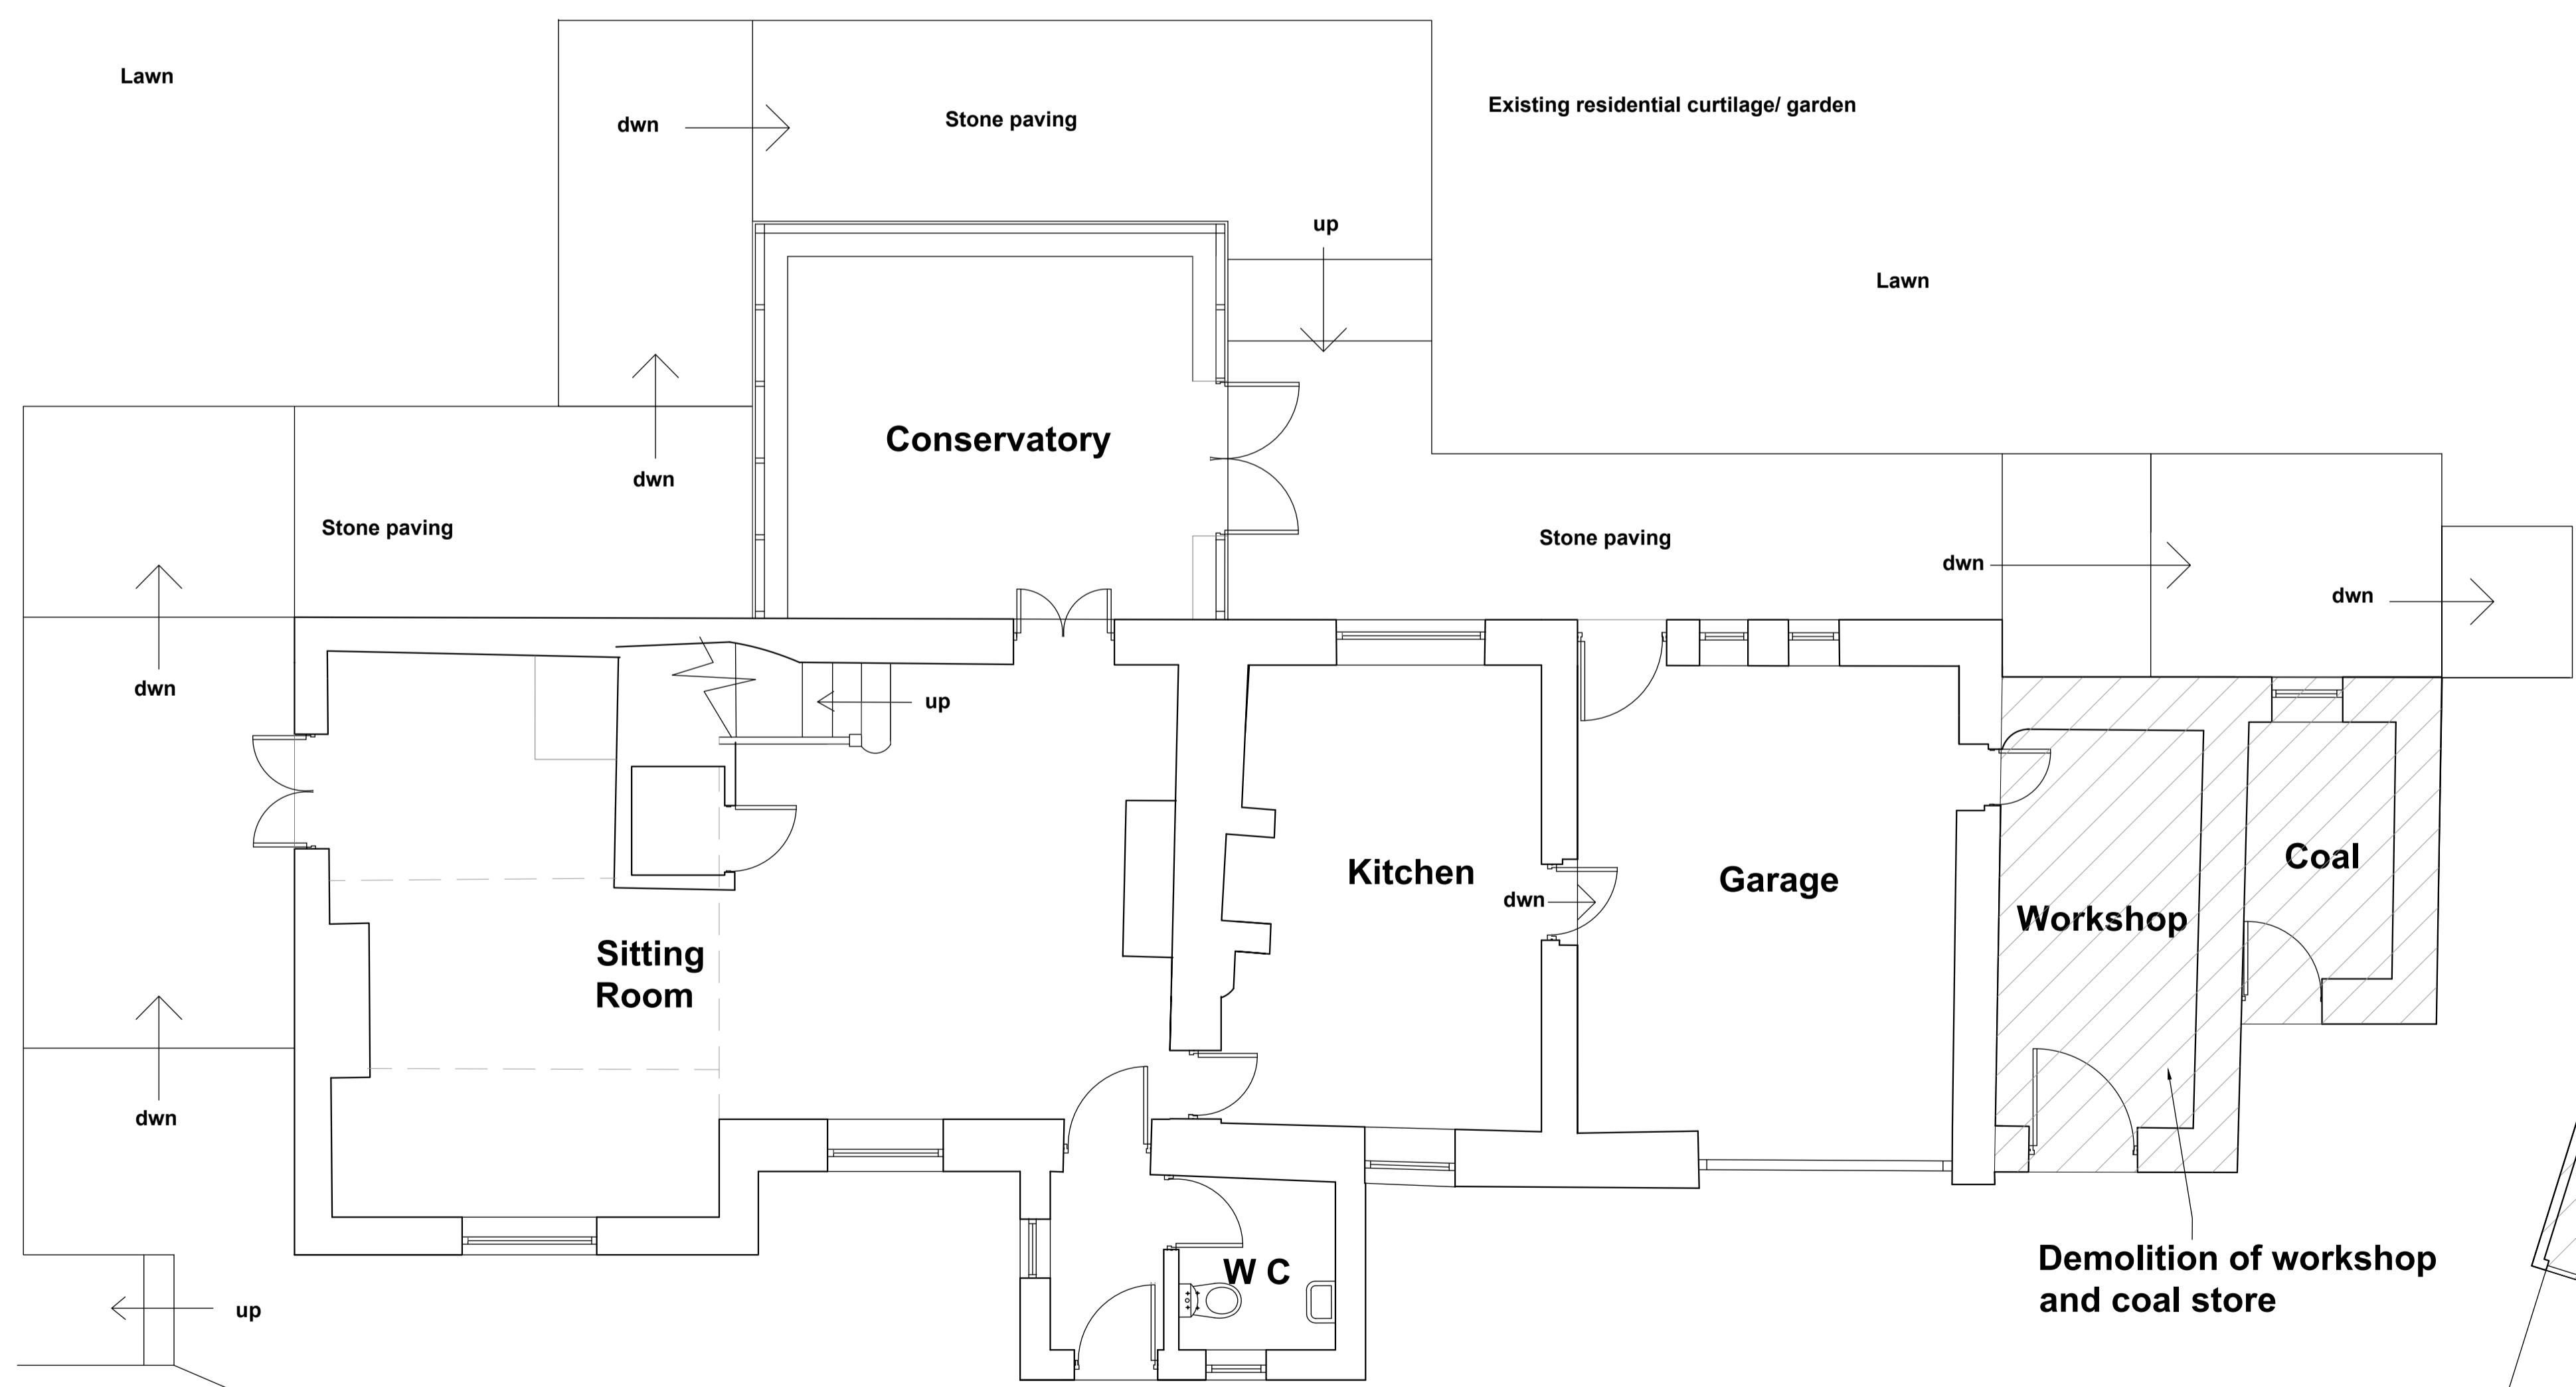 Lawn
Existing residential curtilage/ garden
Stone paving
dwn
up
Lawn
Conservatory
dwn
Stone paving
Stone paving
dwn
dwn
dwn
up
Coal
Kitchen
Garage
dwn
Workshop
Sitting
Room
dwn
W C
Demolition of workshop
and coal store
up